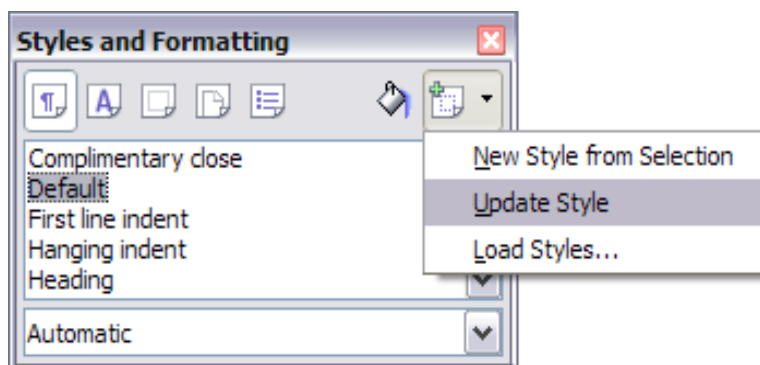 Styles and Formatting
New Style from Selection
Update Style
Load Styles...
Complimentary close
Default
First line indent
Hanging indent
Heading
Automatic